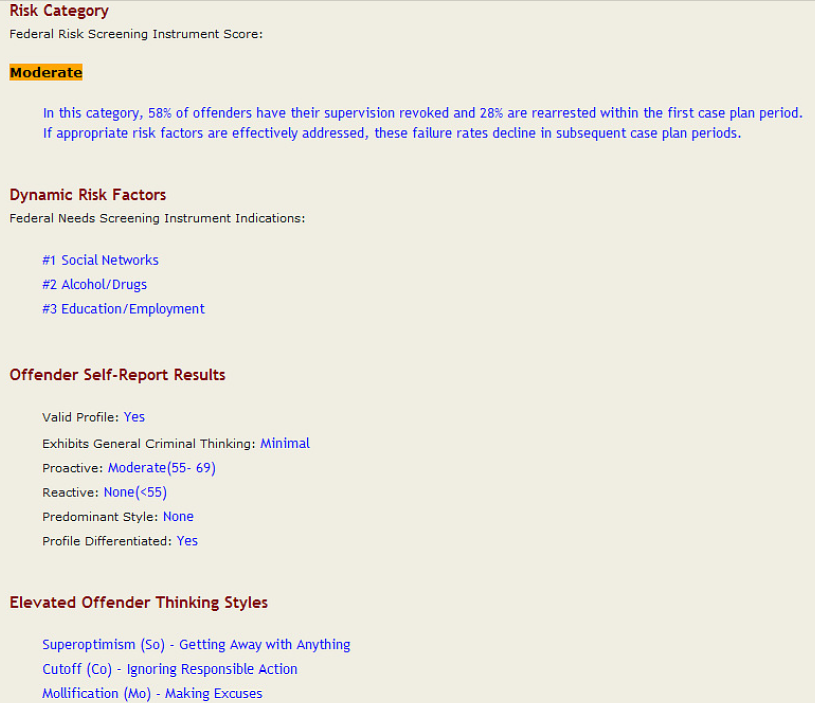 Risk Category
Federal Risk Screening Instrument Score:
Moderate
In this category, 58% of offenders have their supervision revoked and 28% are rearrested within the first case plan period.
If appropriate risk factors are effectively addressed, these failure rates decline in subsequent case plan periods.
Dynamic Risk Factors
Federal Needs Screening Instrument Indications:
#1 Social Networks
#2 Alcohol/Drugs
#3 Education/Employment
Offender Self-Report Results
Valid Profile: Yes
Exhibits General Criminal Thinking: Minimal
Proactive: Moderate(55- 69)
Reactive: None(<55)
Predominant Style: None
Profile Differentiated: Yes
Elevated Offender Thinking Styles
Superoptimism (So) - Getting Away with Anything
Cutoff (Co) - Ignoring Responsible Action
Mollification (Mo) - Making Excuses